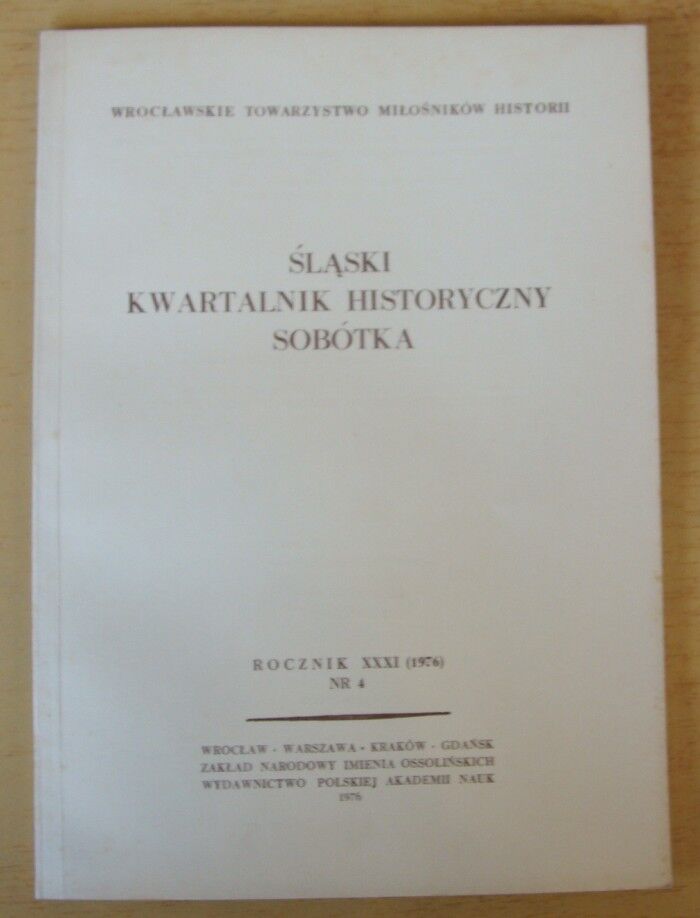 WROCŁAWSKIE TOWARZYSTWO MIŁOŚNIKÓW HISTORII
ŚLĄSKI
KWARTALNIK HISTORYCZNY
SOBÓTKA
ROCZNIK XXXI (1976)
NR 4
WROCŁAW - WARSZAWA - KRAKÓW - GDAŃSK
ZAKŁAD NARODOWY IMIENIA OSSOLIŃSKICH
WYDAWNICTWO POLSKIEJ AKADEMII NAUK
1976